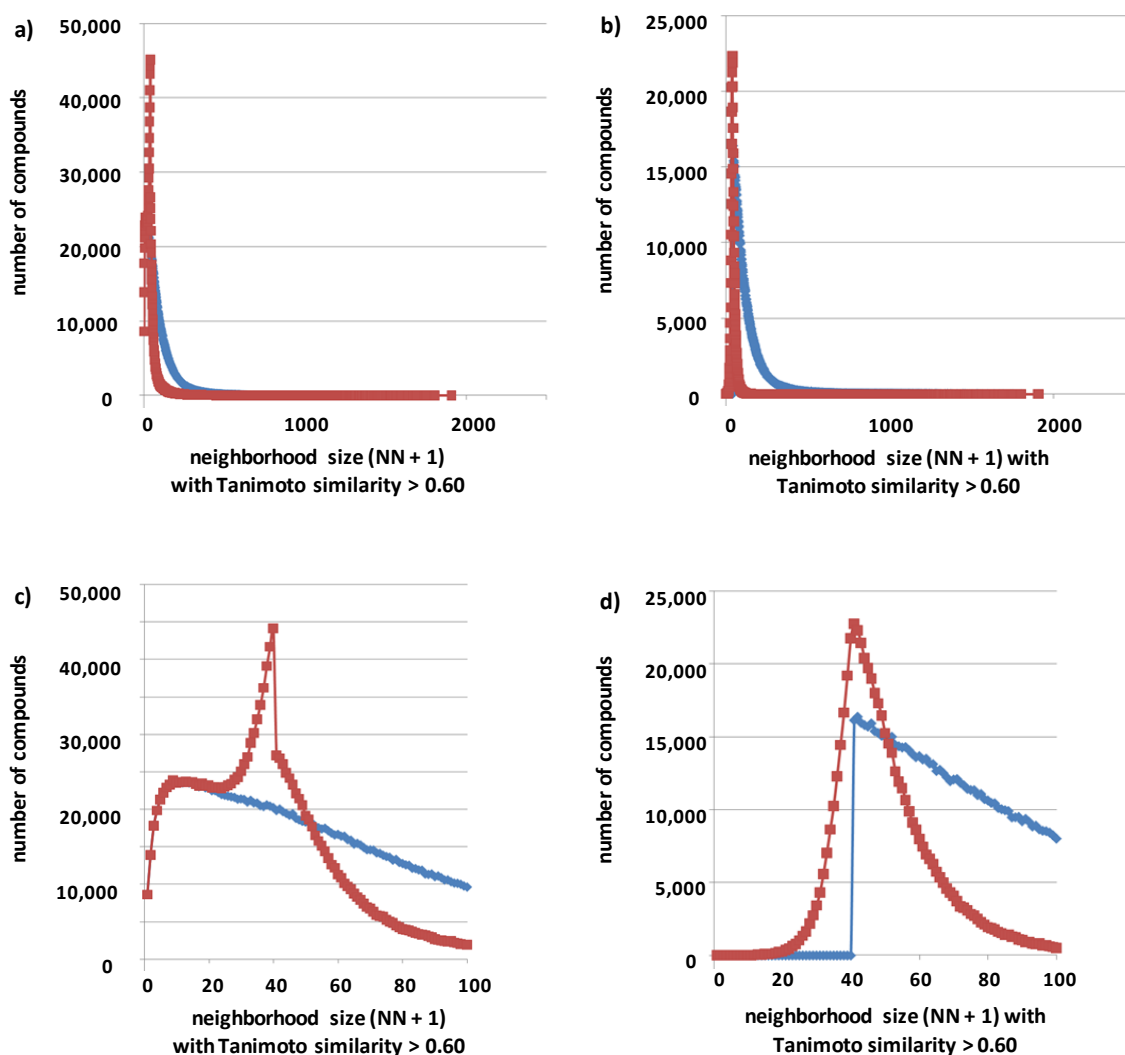 a)
50,000
40,000
30,000
20,000
10,000
0
number of compounds
0 1000 2000
neighborhood size (NN + 1)
with Tanimoto similarity > 0.60
b)
25,000
20,000
15,000
10,000
5,000
0
number of compounds
0 1000 2000
neighborhood size (NN + 1) with
Tanimoto similarity > 0.60
c)
50,000
40,000
30,000
20,000
10,000
0
number of compounds
0 20 40 60 80 100
neighborhood size (NN + 1)
with Tanimoto similarity > 0.60
d)
25,000
20,000
15,000
10,000
5,000
0
number of compounds
0 20 40 60 80 100
neighborhood size (NN + 1) with
Tanimoto similarity > 0.60